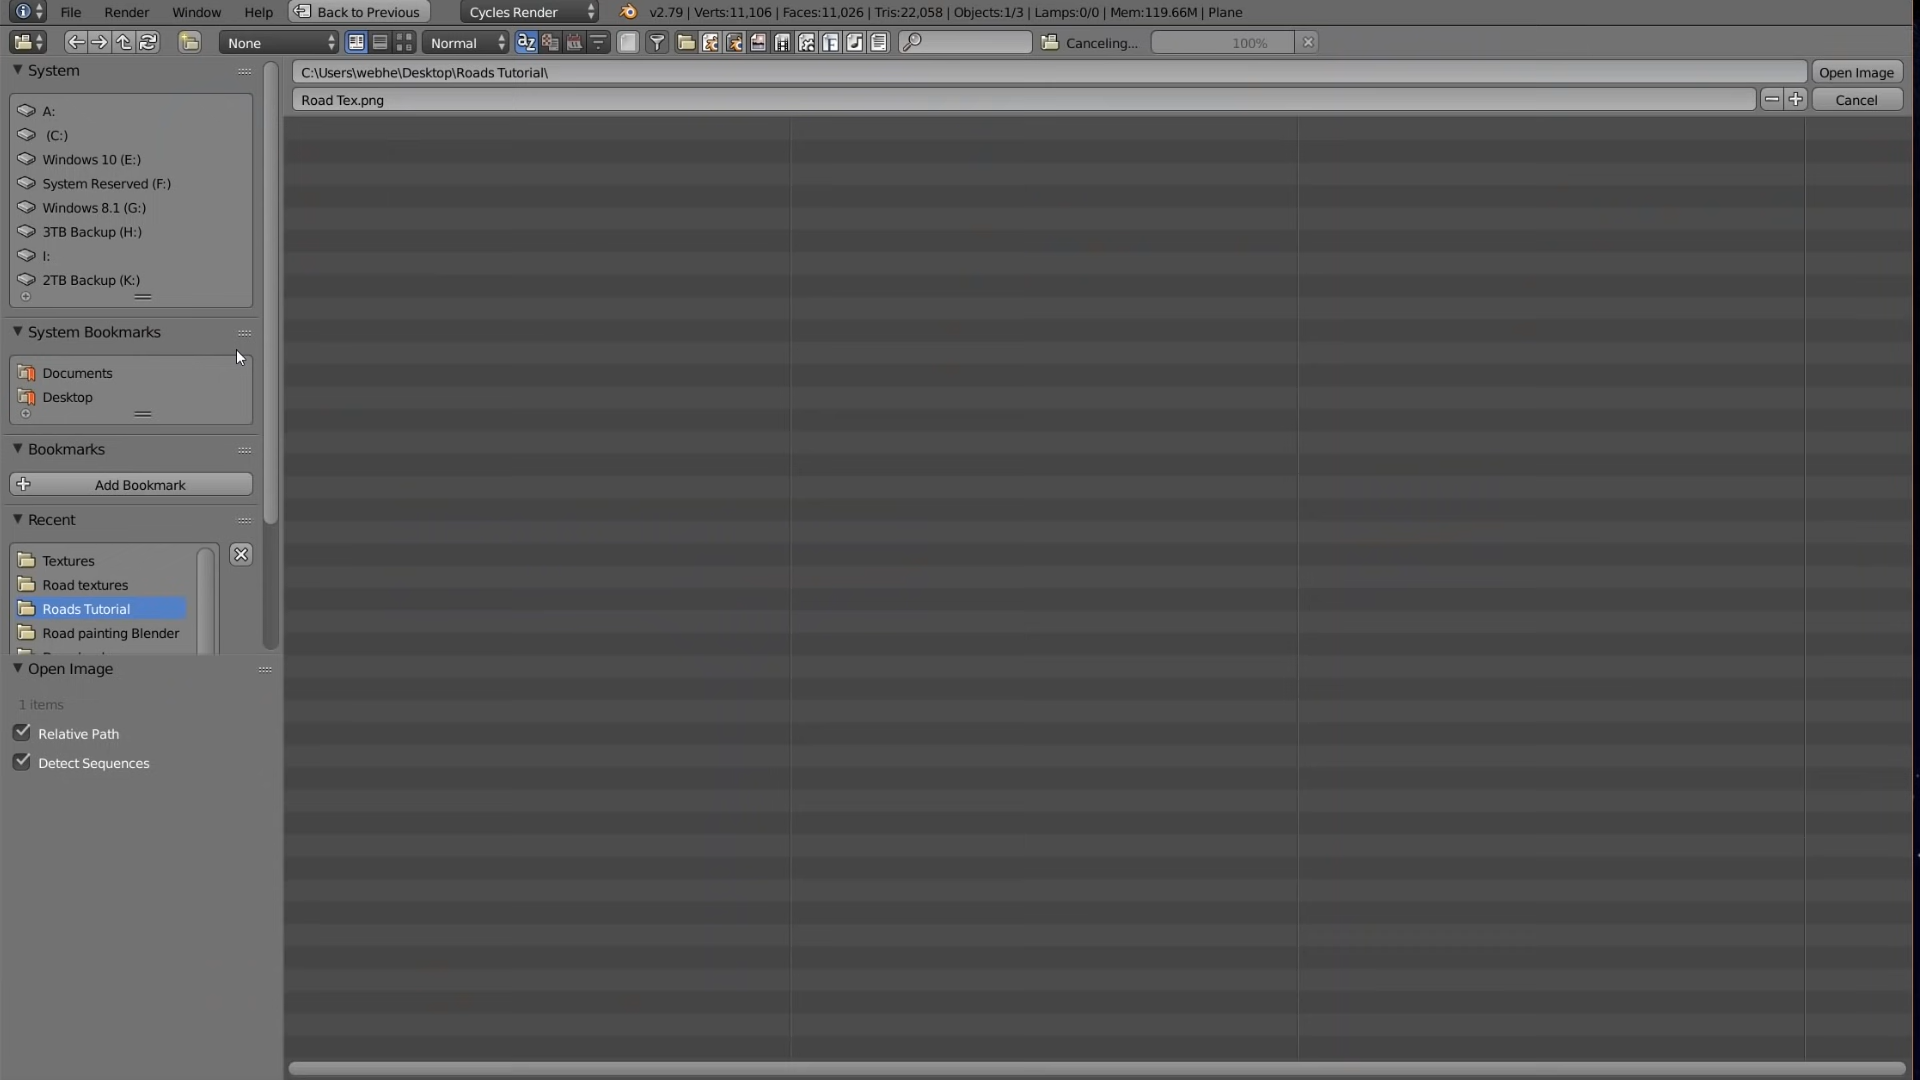 File Render Window Help Back to Previous Cycles Render v2.79 | Verts:11,106 | Faces:11,026 | Tris:22,058 | Objects:1/3 | Lamps:0/0 | Mem:119.66M | Plane
None Normal Canceling... 100%
System
C:\Users\webhe\Desktop\Roads Tutorial\ Open Image
Road Tex.png Cancel
A:
(C:)
Windows 10 (E:)
System Reserved (F:)
Windows 8.1 (G:)
3TB Backup (H:)
I:
2TB Backup (K:)
System Bookmarks
Documents
Desktop
Bookmarks
Add Bookmark
Recent
Textures
Road textures
Roads Tutorial
Road painting Blender
Open Image
1 items
Relative Path
Detect Sequences